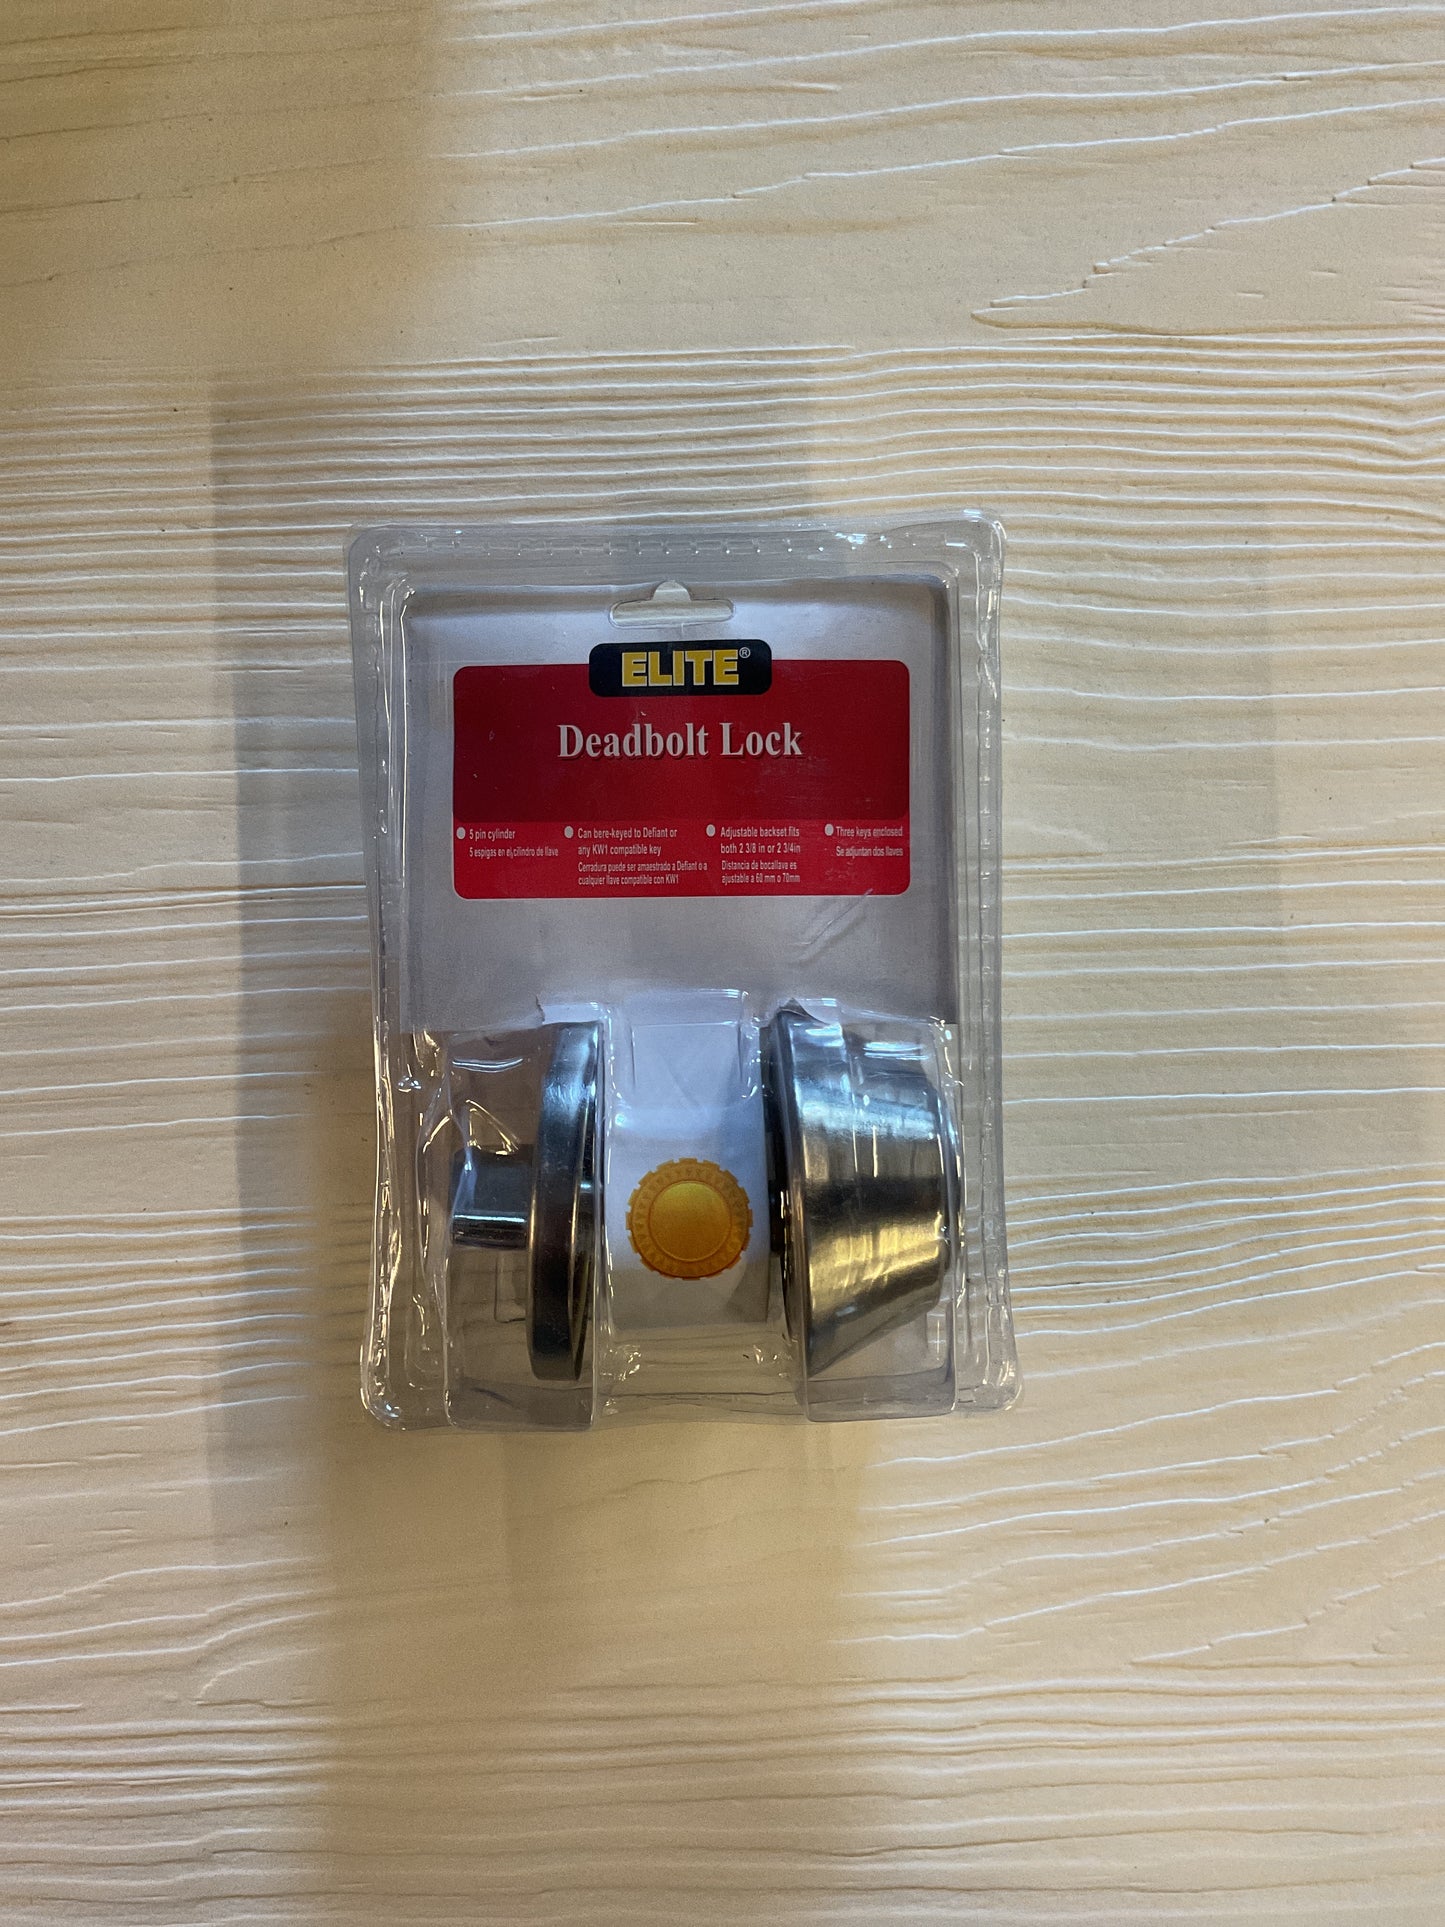 ELITE®
Deadbolt Lock
5 pin cylinder
5 espigas en el cilindro de llave
Can bere-keyed to Defiant or
any KW1 compatible key
Cerradura puede ser amaestrado a Defiant o a
cualquier llave compatible con KW1
Adjustable backset fits
both 2 3/8 in or 2 3/4in
Distancia de bocallave es
ajustable a 60 mm o 70mm
Three keys enclosed
Se adjuntan dos llaves